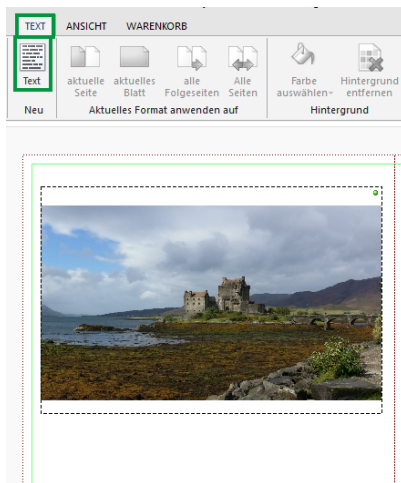 TEXT ANSICHT WARENKORB
Text aktuelle Seite aktuelles Blatt alle Folgeseiten Alle Seiten Farbe auswählen Hintergrund entfernen
Neu Aktuelles Format anwenden auf Hintergrund